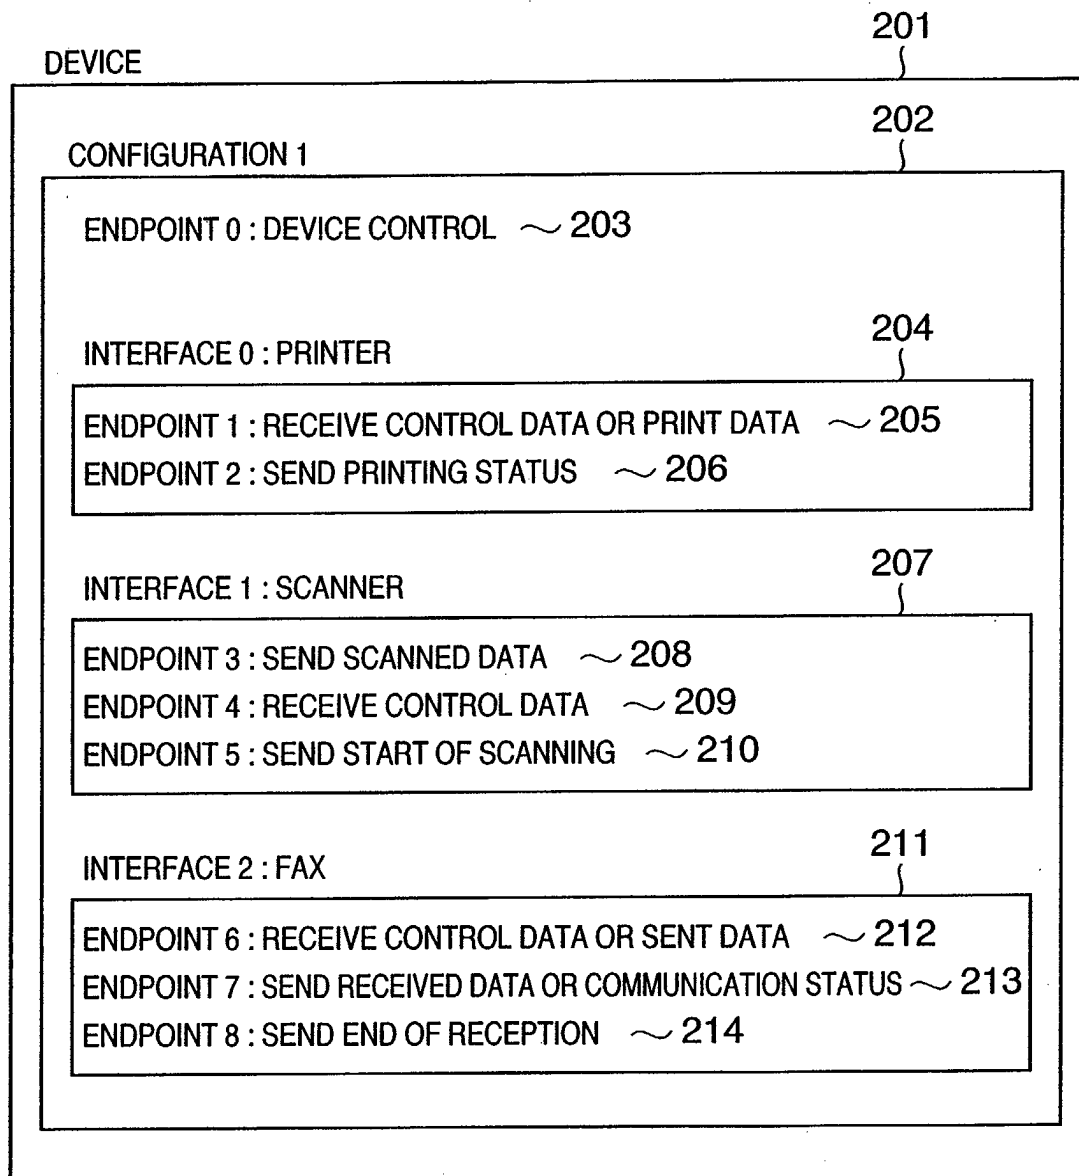 201
DEVICE
202
CONFIGURATION 1
ENDPOINT 0 : DEVICE CONTROL ~ 203
204
INTERFACE 0 : PRINTER
ENDPOINT 1 : RECEIVE CONTROL DATA OR PRINT DATA ~ 205
ENDPOINT 2 : SEND PRINTING STATUS ~ 206
207
INTERFACE 1 : SCANNER
ENDPOINT 3 : SEND SCANNED DATA ~ 208
ENDPOINT 4 : RECEIVE CONTROL DATA ~ 209
ENDPOINT 5 : SEND START OF SCANNING ~ 210
211
INTERFACE 2 : FAX
ENDPOINT 6 : RECEIVE CONTROL DATA OR SENT DATA ~ 212
ENDPOINT 7 : SEND RECEIVED DATA OR COMMUNICATION STATUS ~ 213
ENDPOINT 8 : SEND END OF RECEPTION ~ 214